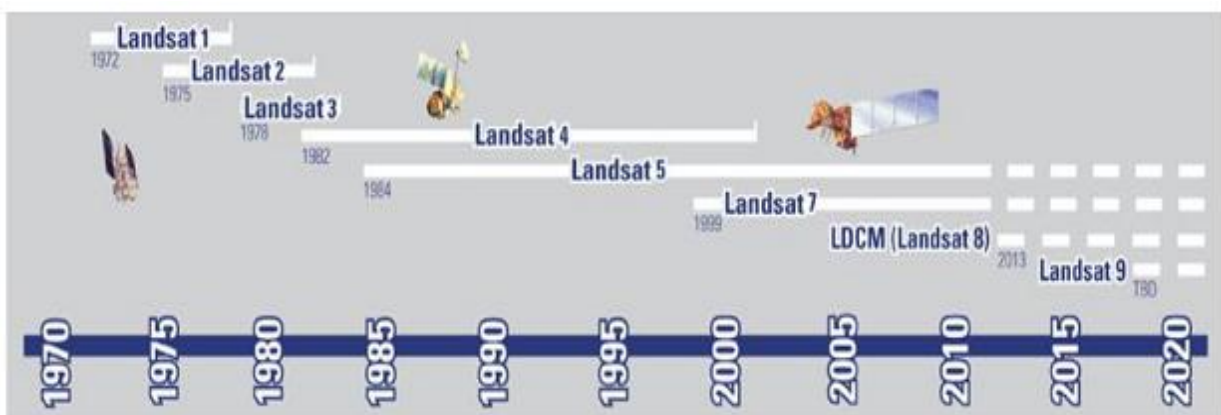 Landsat 1
1972
Landsat 2
1975
Landsat 3
1978
Landsat 4
1982
Landsat 5
1984
Landsat 7
1999
LDCM (Landsat 8)
2013
Landsat 9
TBD
1970 1975 1980 1985 1990 1995 2000 2005 2010 2015 2020